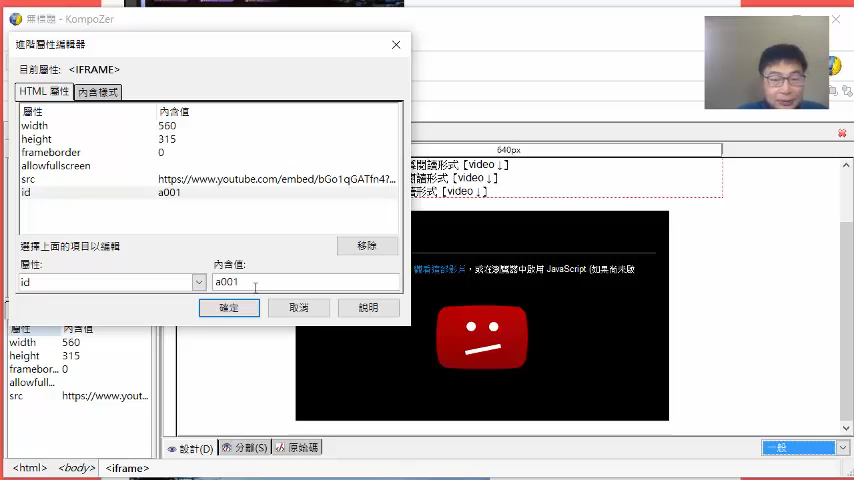 無標題 - KompoZer
進階屬性編輯器
目前屬性: <IFRAME>
HTML 屬性
內含樣式
屬性 內含值
width 560
height 315
frameborder 0
allowfullscreen
src https://www.youtube.com/embed/bGo1qGATfn4?...
id a001
選擇上面的項目以編輯
移除
屬性: 內含值:
id a001
確定 取消 說明
640px
閱讀形式 [video↓]
閱讀形式 [video↓]
形式 [video↓]
觀看這部影片，或在瀏覽器中啟用 JavaScript (如果尚未啟
屬性 內含值
width 560
height 315
framebor... 0
allowfull...
src https://www.yout...
設計(D) 分離(S) 原始碼
一般
<html> <body> <iframe>